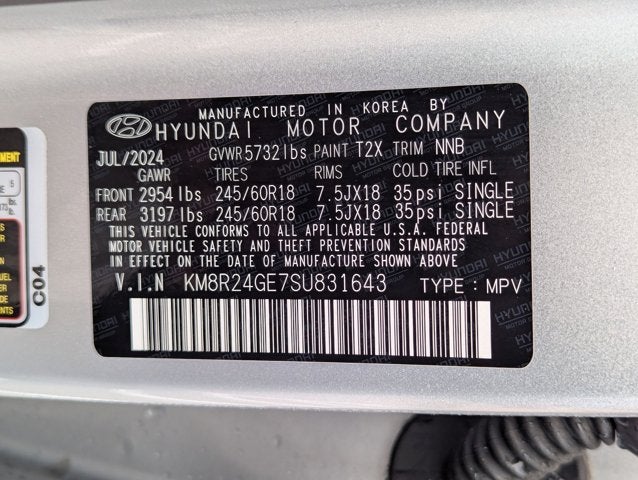 MANUFACTURED IN KOREA BY
HYUNDAI MOTOR COMPANY
JUL/2024 GVWR 5732 lbs PAINT T2X TRIM NNB
GAWR TIRES RIMS COLD TIRE INFL
FRONT 2954 lbs 245/60R18 7.5JX18 35psi SINGLE
REAR 3197 lbs 245/60R18 7.5JX18 35psi SINGLE
THIS VEHICLE CONFORMS TO ALL APPLICABLE U.S.A. FEDERAL
MOTOR VEHICLE SAFETY AND THEFT PREVENTION STANDARDS
IN EFFECT ON THE DATE OF MANUFACTURE SHOWN ABOVE
V.I.N KM8R24GE7SU831643 TYPE : MPV
C04